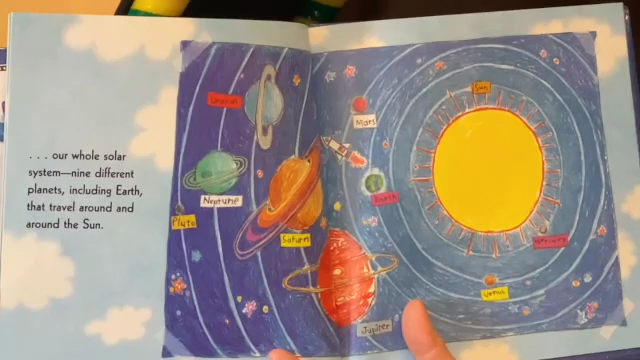 . . . our whole solar
system—nine different
planets, including Earth,
that travel around and
around the Sun.
Uranus
Neptune
Pluto
Saturn
Mars
Earth
Jupiter
Sun
Mercury
Venus